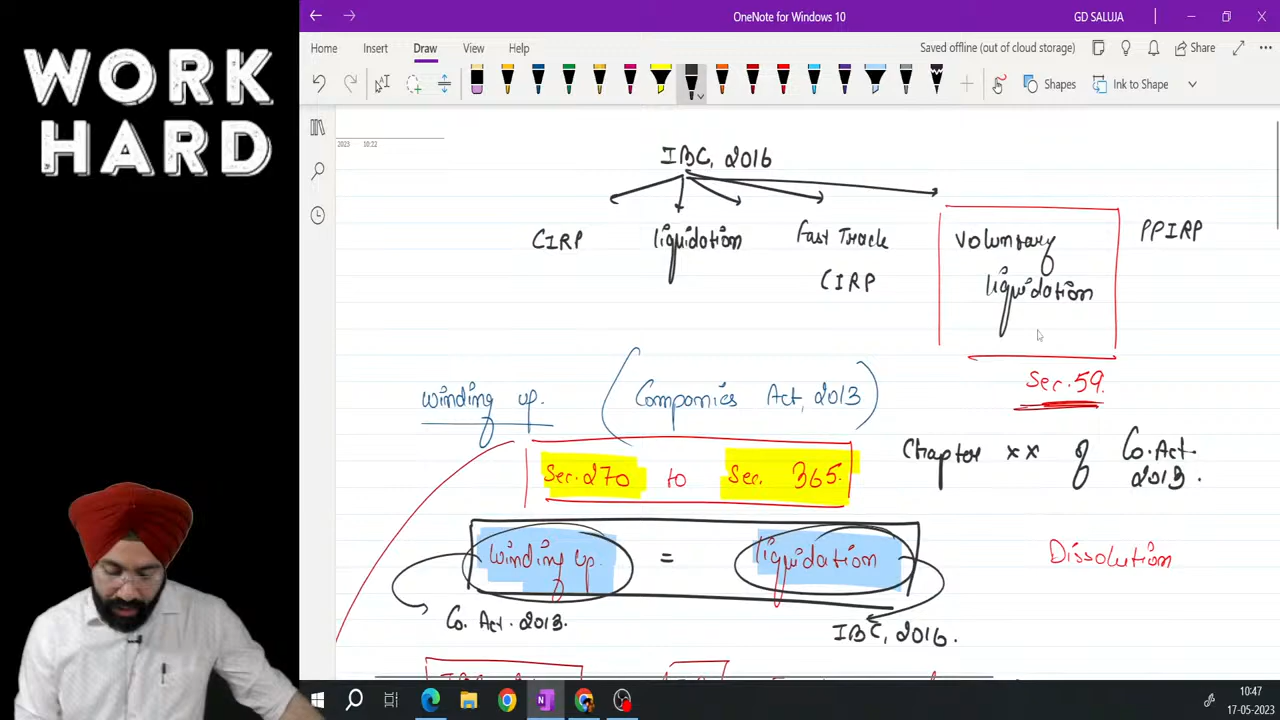 WORK
HARD
OneNote for Windows 10
GD SALUJA
Home
Insert
Draw
View
Help
Saved offline (out of cloud storage)
Share
Shapes
Ink to Shape
2023 10:22
IBC, 2016
CIRP
liquidation
Fast Track
CIRP
Voluntary
liquidation
PPIRP
Sec. 59.
winding up.
(Companies Act, 2013)
Sec. 270 to Sec. 365.
Chapter XX of Co. Act
2013.
winding up. = liquidation
Dissolution
Co. Act. 2013.
IBC, 2016.
10:47
17-05-2023